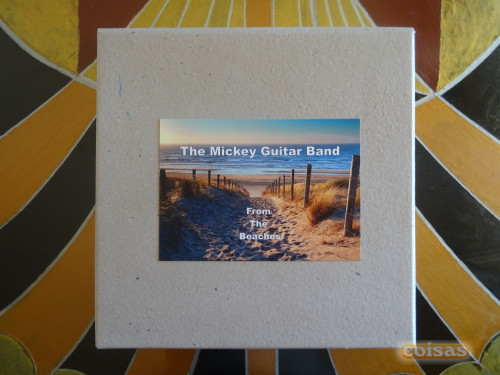 The Mickey Guitar Band
From
The
Beaches
coisas